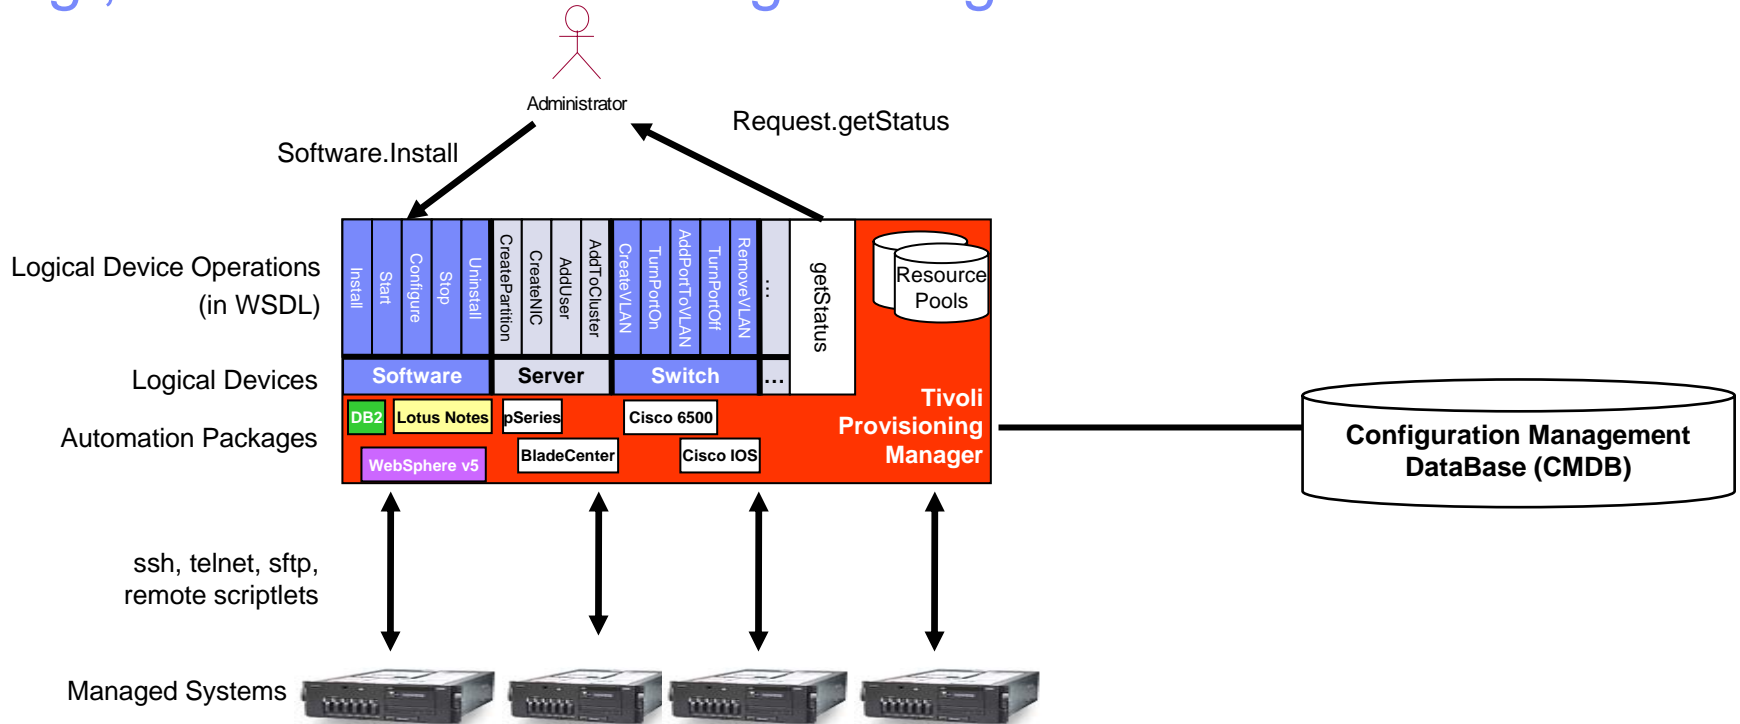 Administrator
Request.getStatus
Software.Install
Logical Device Operations
(in WSDL)
Install
Start
Configure
Stop
Uninstall
CreatePartition
CreateNIC
AddUser
AddToCluster
CreateVLAN
TurnPortOn
AddPortToVLAN
TurnPortOff
RemoveVLAN
...
getStatus
Resource
Pools
Logical Devices
Software
Server
Switch
...
Tivoli
Provisioning
Manager
Automation Packages
DB2
Lotus Notes
pSeries
Cisco 6500
WebSphere v5
BladeCenter
Cisco IOS
Configuration Management
DataBase (CMDB)
ssh, telnet, sftp,
remote scriptlets
Managed Systems